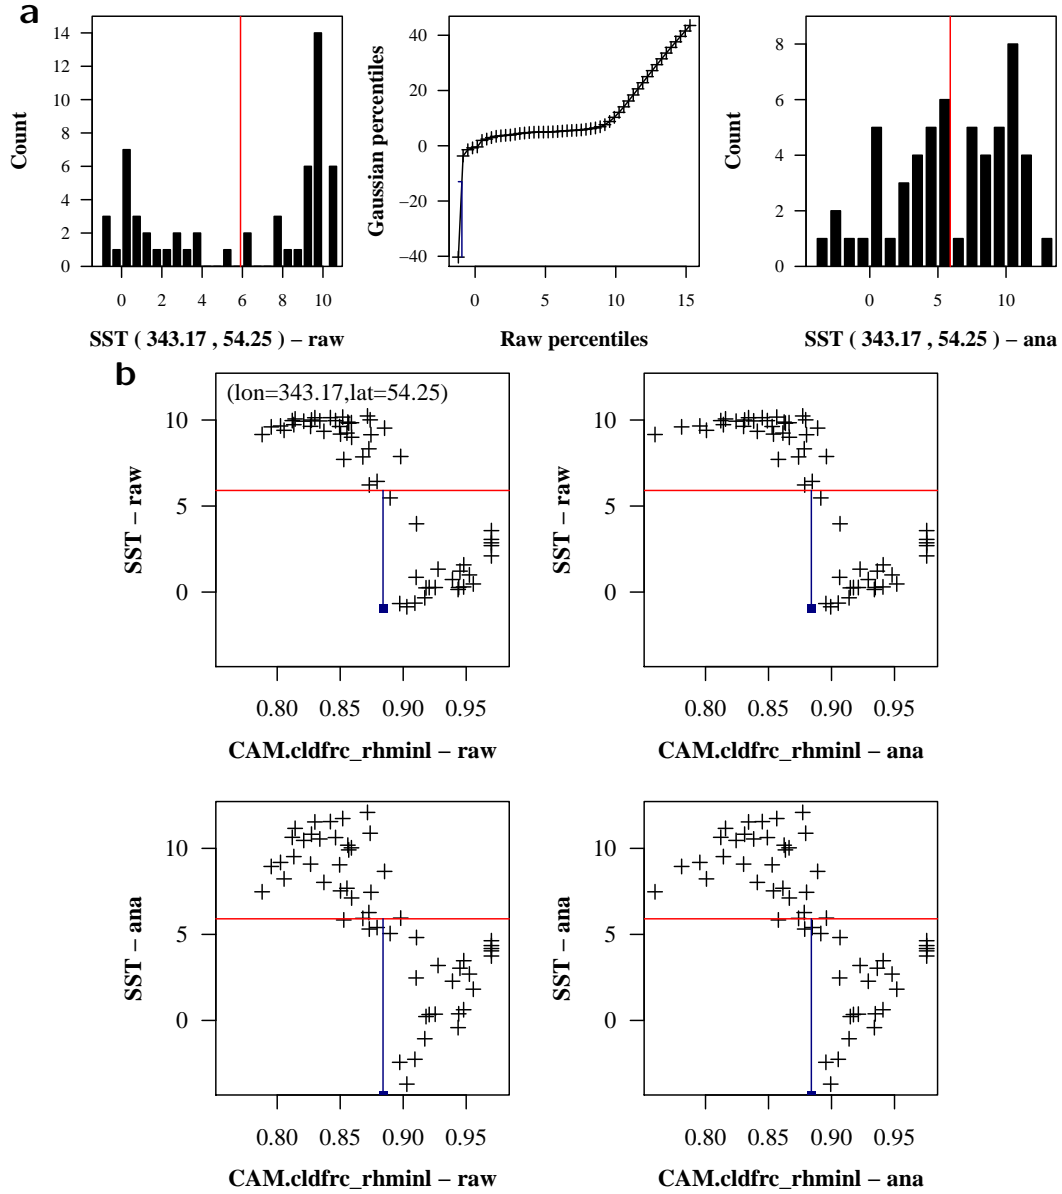 a
14
12
10
8
6
4
2
0
Count
0 2 4 6 8 10
SST ( 343.17 , 54.25 ) – raw
40
20
0
−20
−40
Gaussian percentiles
0 5 10 15
Raw percentiles
8
6
4
2
0
Count
0 5 10
SST ( 343.17 , 54.25 ) – ana
b
(lon=343.17,lat=54.25)
10
5
0
SST – raw
0.80 0.85 0.90 0.95
CAM.cldfrc_rhminl – raw
10
5
0
SST – raw
0.80 0.85 0.90 0.95
CAM.cldfrc_rhminl – ana
10
5
0
SST – ana
0.80 0.85 0.90 0.95
CAM.cldfrc_rhminl – raw
10
5
0
SST – ana
0.80 0.85 0.90 0.95
CAM.cldfrc_rhminl – ana